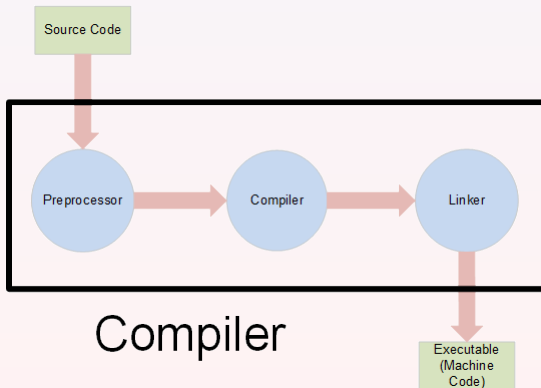 Source Code
Preprocessor
Compiler
Linker
Compiler
Executable
(Machine
Code)